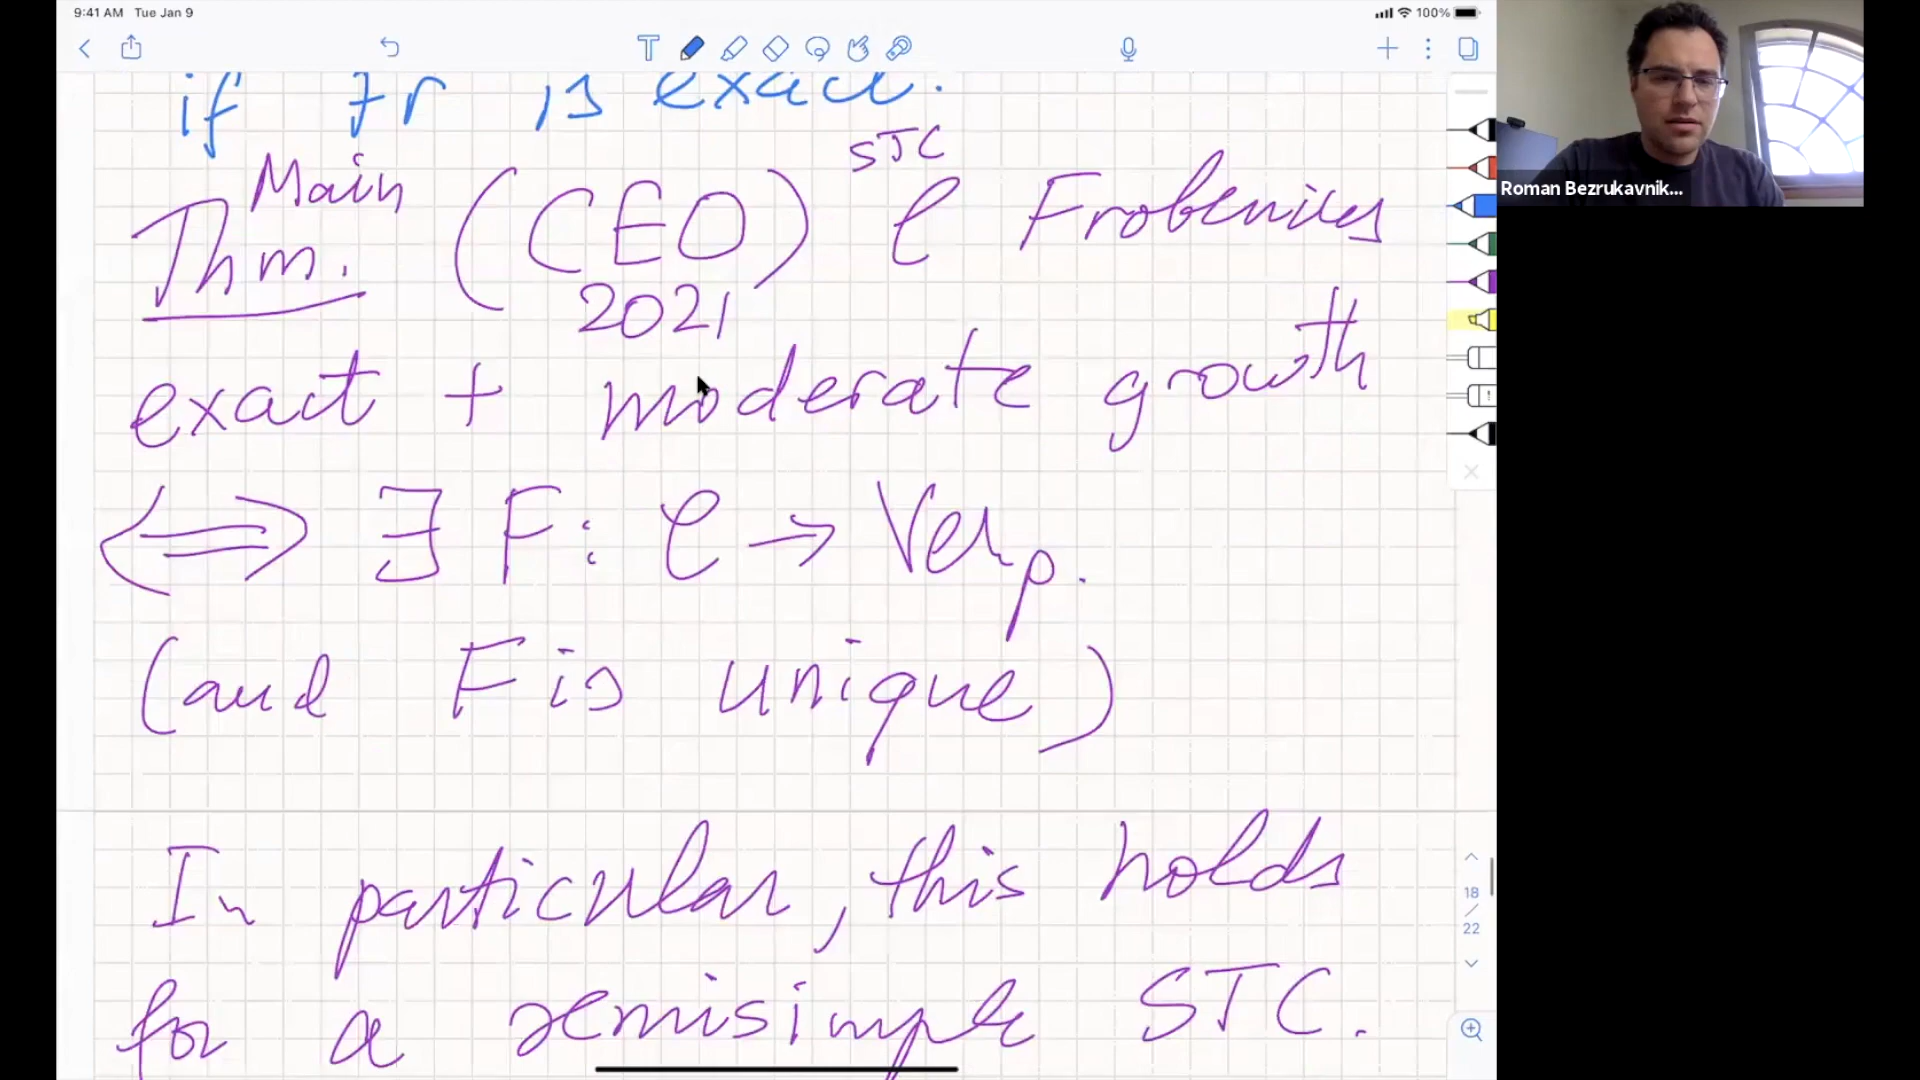 9:41 AM Tue Jan 9
100%
if Fr is exact.
Main STC
Thm. (CEO) C Frobenius
2021
exact + moderate growth
⟺ ∃ F: C → Verp.
(and F is unique)
In particular, this holds
for a semisimple STC.
18
22
Roman Bezrukavnik...